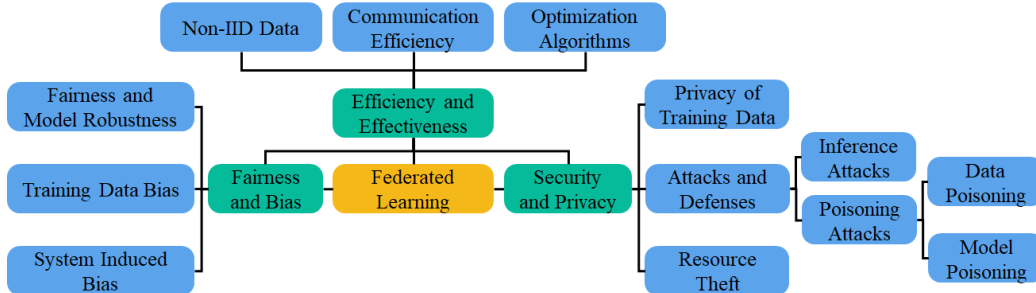 Non-IID Data
Communication
Efficiency
Optimization
Algorithms
Efficiency and
Effectiveness
Fairness and
Model Robustness
Training Data Bias
System Induced
Bias
Fairness
and Bias
Federated
Learning
Security
and Privacy
Privacy of
Training Data
Attacks and
Defenses
Resource
Theft
Inference
Attacks
Poisoning
Attacks
Data
Poisoning
Model
Poisoning